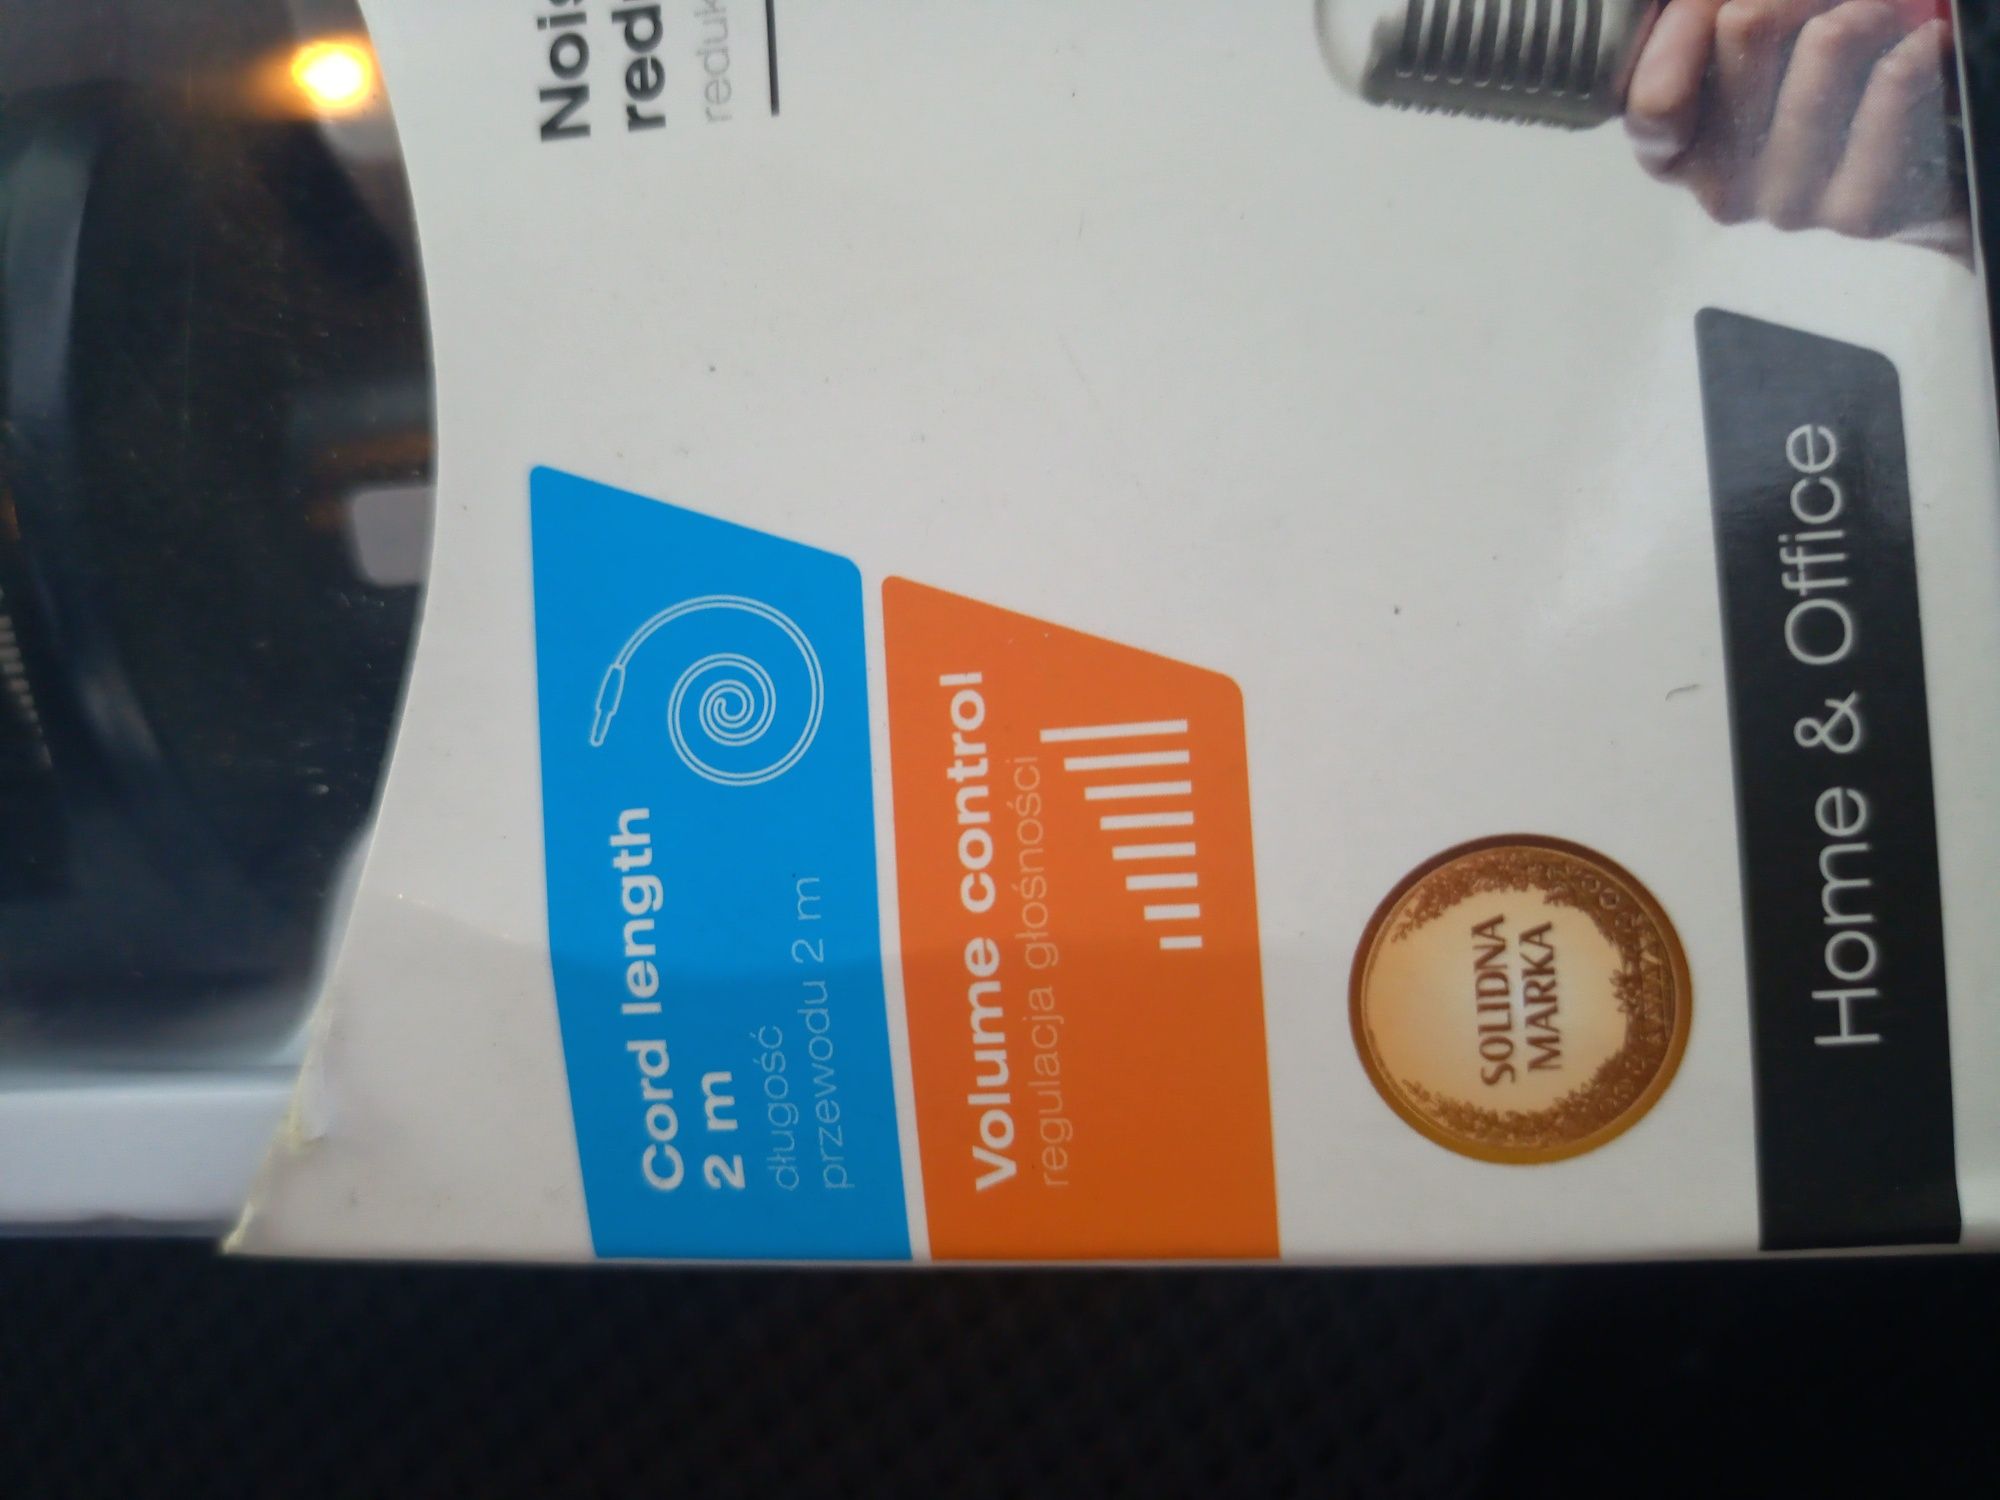 Cord length
2 m
długość
przewodu 2 m
Volume control
regulacja głośności
SOLIDNA
MARKA
Home & Office